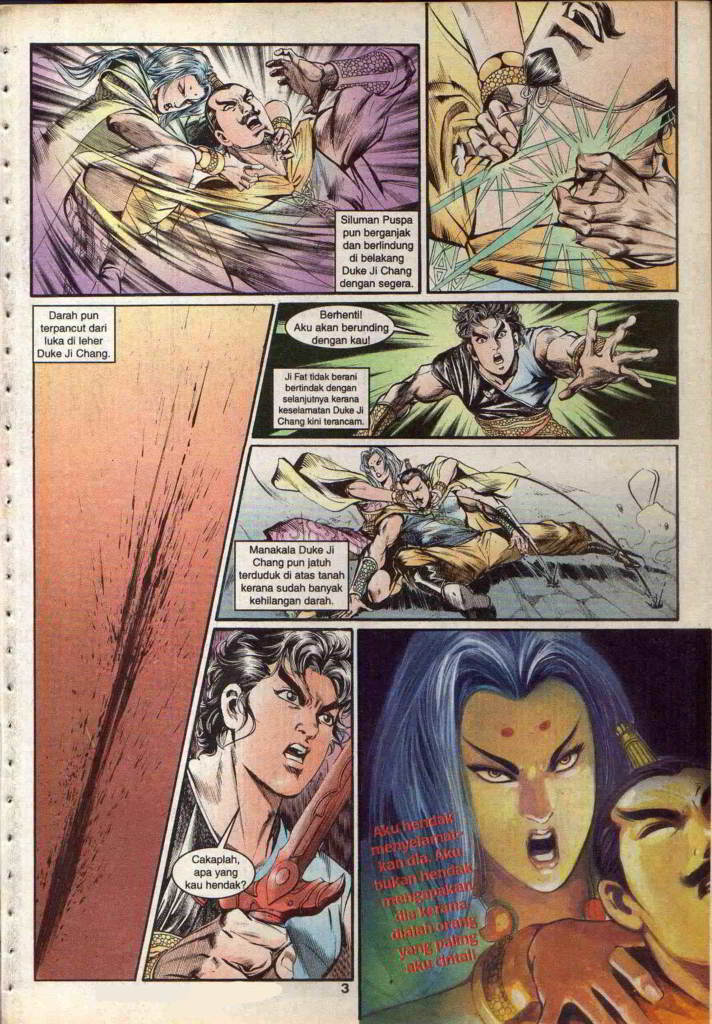 Siluman Puspa
pun berganjak
dan berlindung
di belakang
Duke Ji Chang
dengan segera.
Darah pun
terpancut dari
luka di leher
Duke Ji Chang.
Berhenti!
Aku akan berunding
dengan kau!
Ji Fat tidak berani
bertindak dengan
selanjutnya kerana
keselamatan Duke Ji
Chang kini terancam.
Manakala Duke Ji
Chang pun jatuh
terduduk di atas tanah
kerana sudah banyak
kehilangan darah.
Cakaplah,
apa yang
kau hendak?
Aku hendak
menyelamat-
kan dia. Aku
bukan hendak
menganakan
dia kerana
dialah orang
yang paling
aku cintai!
3